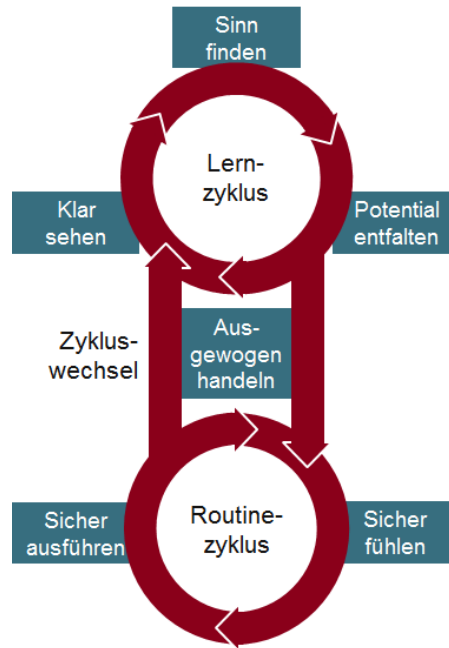 Sinn
finden
Lern-
zyklus
Klar
sehen
Potential
entfalten
Zyklus-
wechsel
Aus-
gewogen
handeln
Sicher
ausführen
Routine-
zyklus
Sicher
fühlen